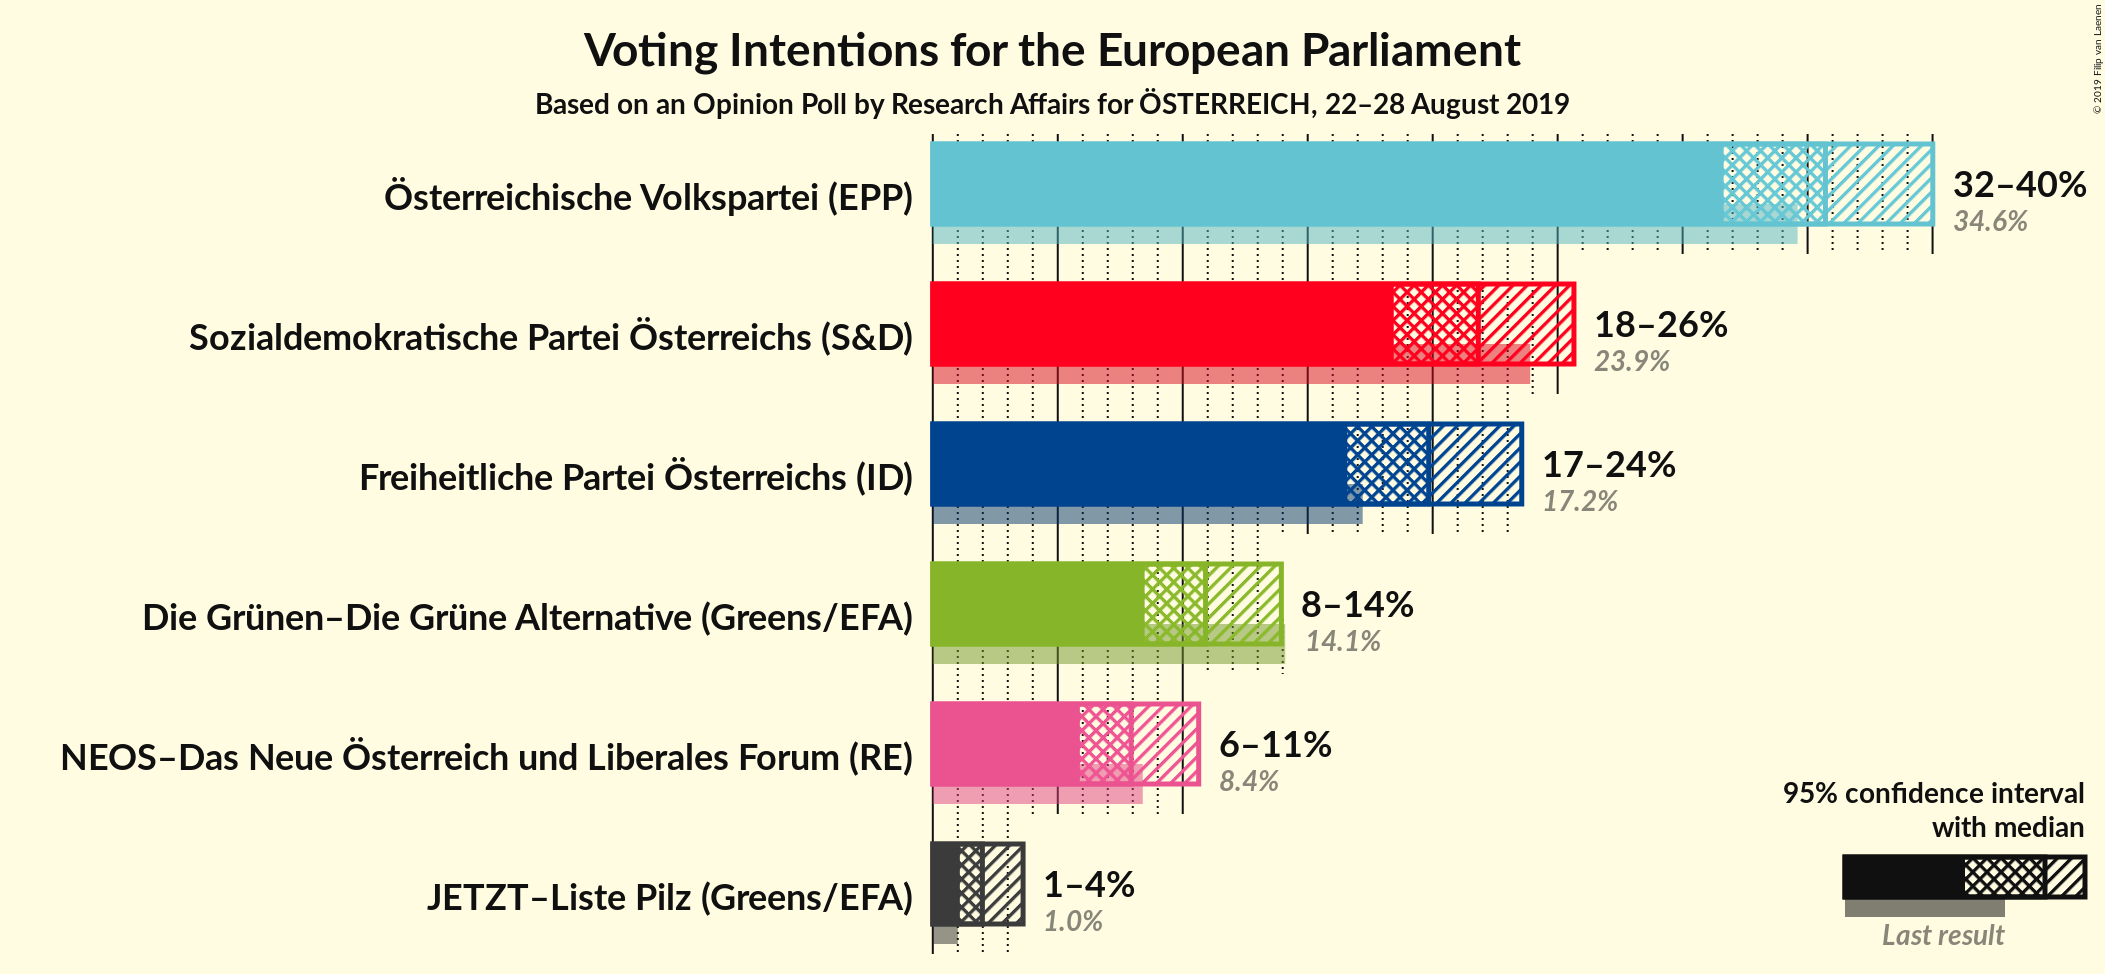 Voting Intentions for the European Parliament
Based on an Opinion Poll by Research Affairs for ÖSTERREICH, 22–28 August 2019
© 2019 Filip van Laenen
Österreichische Volkspartei (EPP)
32–40%
34.6%
Sozialdemokratische Partei Österreichs (S&D)
18–26%
23.9%
Freiheitliche Partei Österreichs (ID)
17–24%
17.2%
Die Grünen–Die Grüne Alternative (Greens/EFA)
8–14%
14.1%
NEOS–Das Neue Österreich und Liberales Forum (RE)
6–11%
8.4%
JETZT–Liste Pilz (Greens/EFA)
1–4%
1.0%
95% confidence interval
with median
Last result